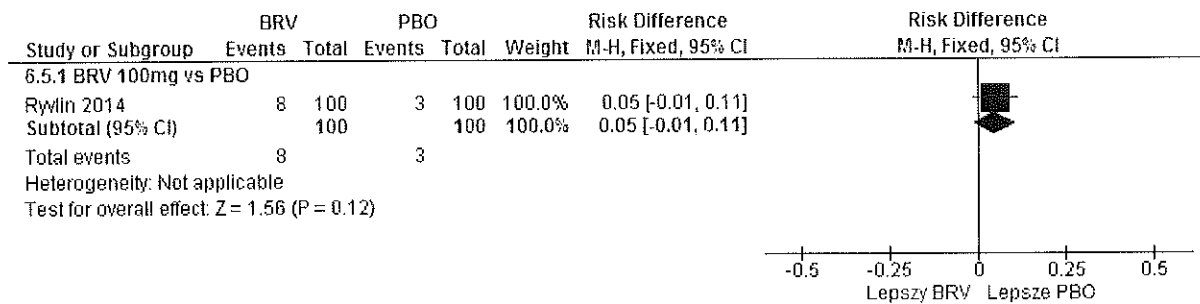 BRV PBO Risk Difference Risk Difference
Study or Subgroup Events Total Events Total Weight M-H, Fixed, 95% CI M-H, Fixed, 95% CI
6.5.1 BRV 100mg vs PBO
Ryvlin 2014 8 100 3 100 100.0% 0.05 [-0.01, 0.11]
Subtotal (95% CI) 100 100 100.0% 0.05 [-0.01, 0.11]
Total events 8 3
Heterogeneity: Not applicable
Test for overall effect: Z = 1.56 (P = 0.12)
-0.5 -0.25 0 0.25 0.5
Lepszy BRV Lepsze PBO